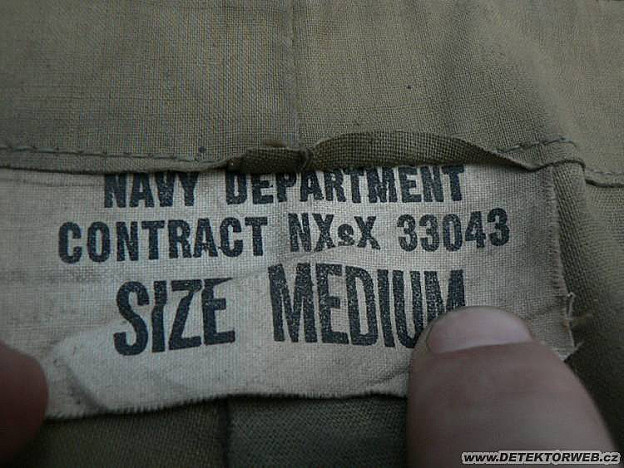 NAVY DEPARTMENT
CONTRACT NXsX 33043
SIZE MEDIUM
www.DETEKTORWEB.cz